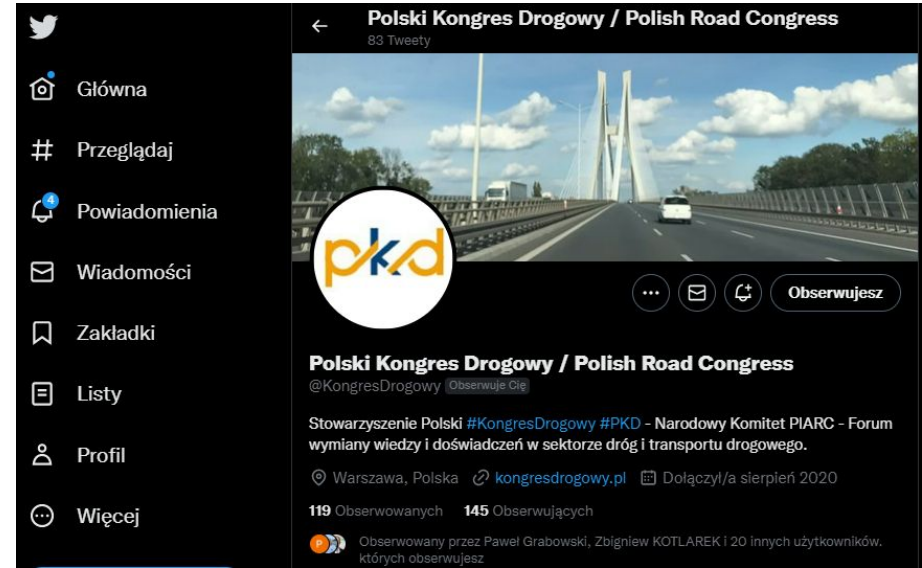 Polski Kongres Drogowy / Polish Road Congress
83 Tweety
Główna
Przeglądaj
4
Powiadomienia
Wiadomości
Zakładki
Listy
Profil
Więcej
pkd
Obserwujesz
Polski Kongres Drogowy / Polish Road Congress
@KongresDrogowy Obserwuje Cię
Stowarzyszenie Polski #KongresDrogowy #PKD - Narodowy Komitet PIARC - Forum
wymiany wiedzy i doświadczeń w sektorze dróg i transportu drogowego.
Warszawa, Polska kongresdrogowy.pl Dołączył/a sierpień 2020
119 Obserwowanych 145 Obserwujących
P
Obserwowany przez Paweł Grabowski, Zbigniew KOTLAREK i 20 innych użytkowników.
których obserwujesz